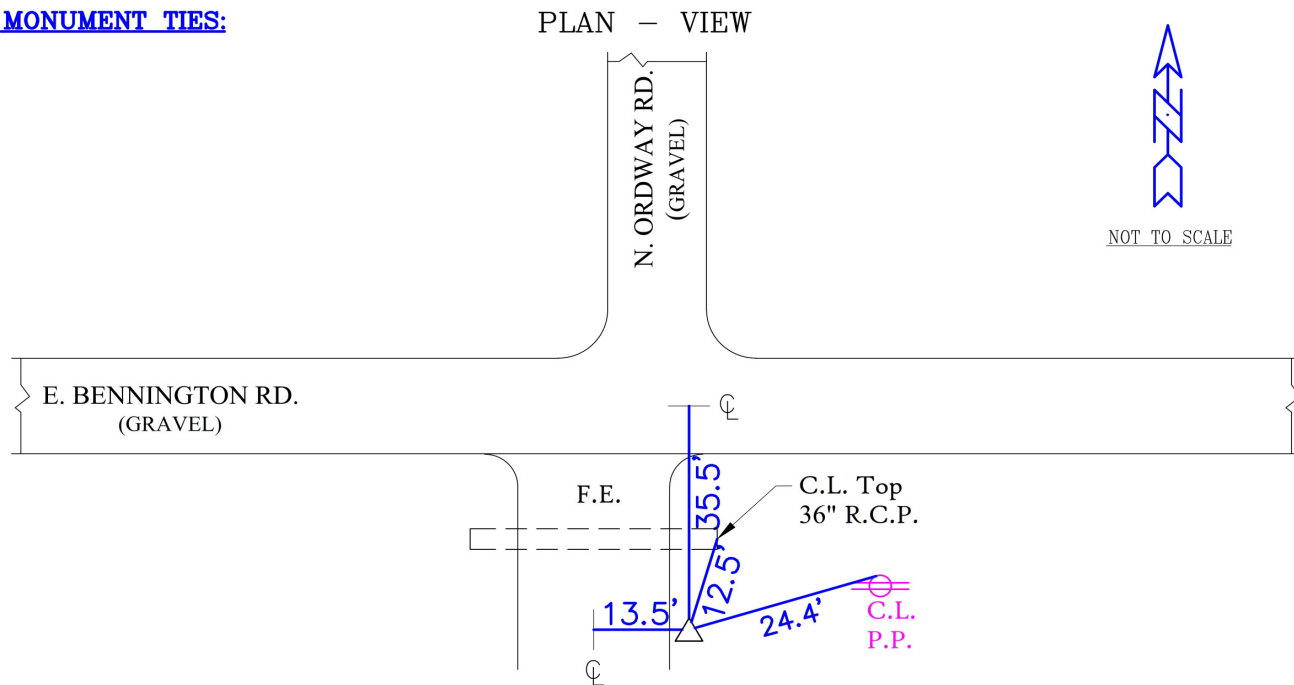 MONUMENT TIES:
PLAN - VIEW
N. ORDWAY RD.
(GRAVEL)
N
NOT TO SCALE
E. BENNINGTON RD.
(GRAVEL)
℄
F.E.
35.5'
C.L. Top
36" R.C.P.
12.5'
13.5'
24.4'
C.L.
P.P.
℄